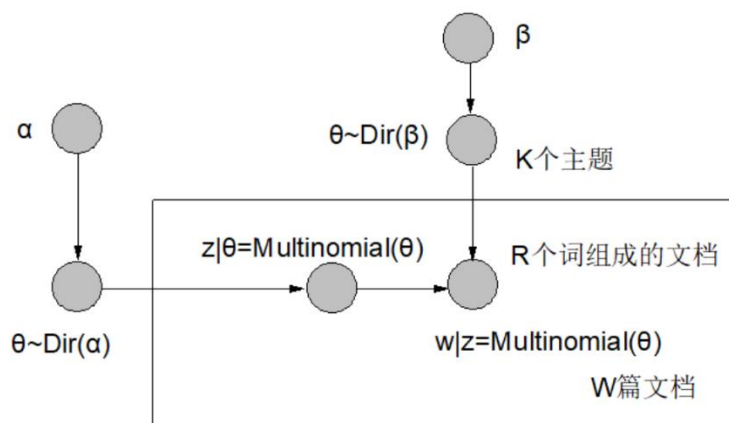 β
α
θ~Dir(β)
K个主题
z|θ=Multinomial(θ)
R个词组成的文档
θ~Dir(α)
w|z=Multinomial(θ)
W篇文档